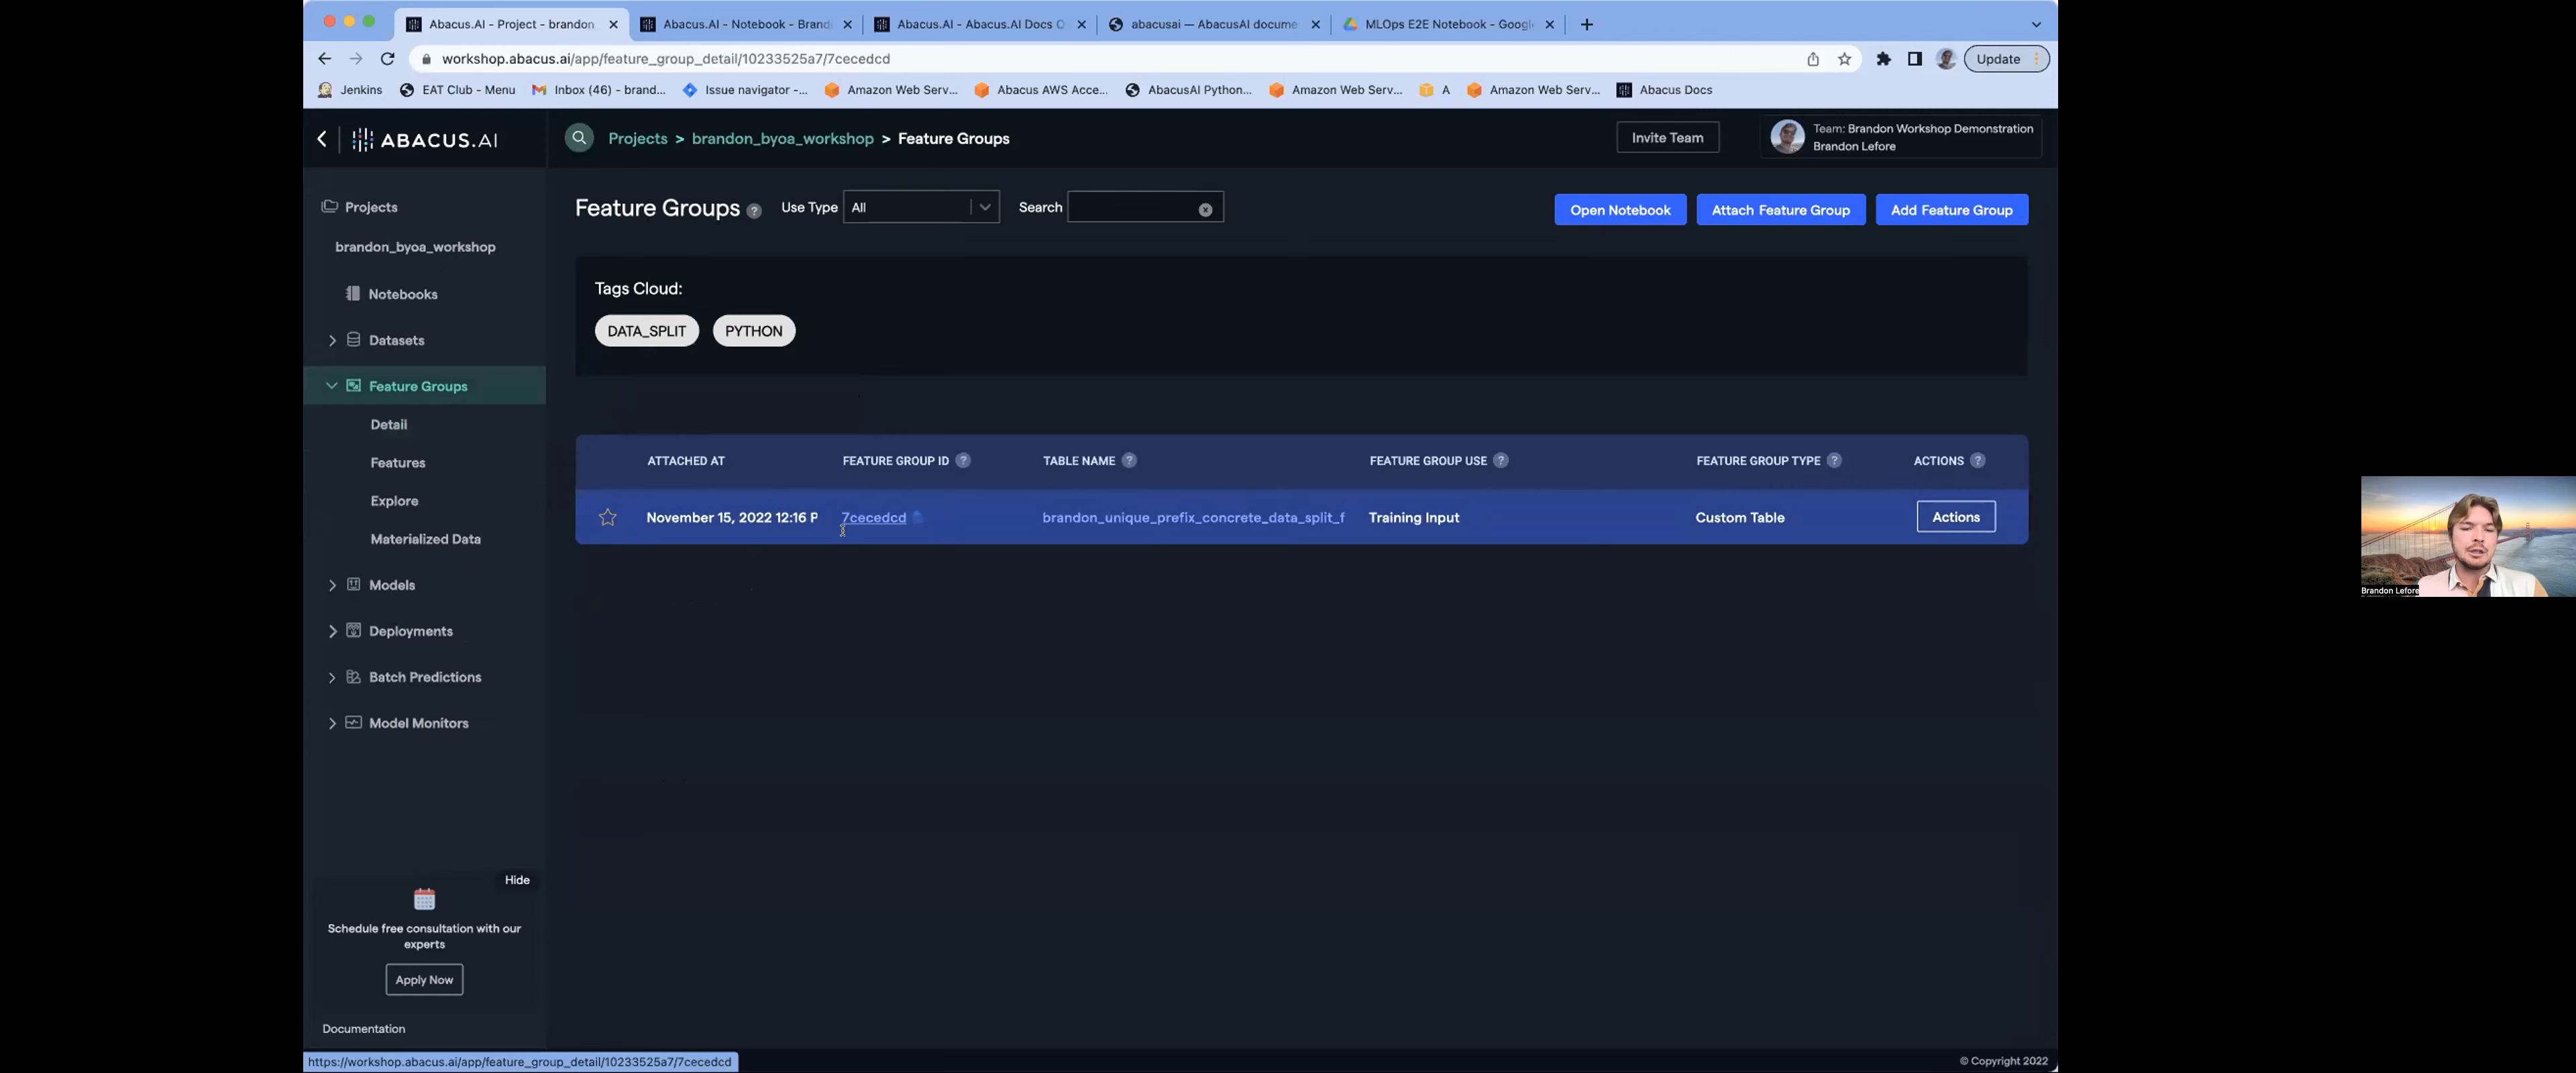 Abacus.AI - Project - brandon_
Abacus.AI - Notebook - Brand
Abacus.AI - Abacus.AI Docs O
abacusai — AbacusAI docume
MLOps E2E Notebook - Googl
workshop.abacus.ai/app/feature_group_detail/10233525a7/7cecedcd
Update
Jenkins
EAT Club - Menu
Inbox (46) - brand...
Issue navigator -...
Amazon Web Serv...
Abacus AWS Acce...
AbacusAI Python...
Amazon Web Serv...
A
Amazon Web Serv...
Abacus Docs
ABACUS.AI
Projects > brandon_byoa_workshop > Feature Groups
Invite Team
Team: Brandon Workshop Demonstration
Brandon Lefore
Projects
brandon_byoa_workshop
Notebooks
Datasets
Feature Groups
Detail
Features
Explore
Materialized Data
Models
Deployments
Batch Predictions
Model Monitors
Hide
Schedule free consultation with our
experts
Apply Now
Documentation
Feature Groups ?
Use Type
All
Search
Open Notebook
Attach Feature Group
Add Feature Group
Tags Cloud:
DATA_SPLIT
PYTHON
ATTACHED AT
FEATURE GROUP ID ?
TABLE NAME ?
FEATURE GROUP USE ?
FEATURE GROUP TYPE ?
ACTIONS ?
November 15, 2022 12:16 P
7cecedcd
brandon_unique_prefix_concrete_data_split_f
Training Input
Custom Table
Actions
https://workshop.abacus.ai/app/feature_group_detail/10233525a7/7cecedcd
© Copyright 2022
Brandon Lefore